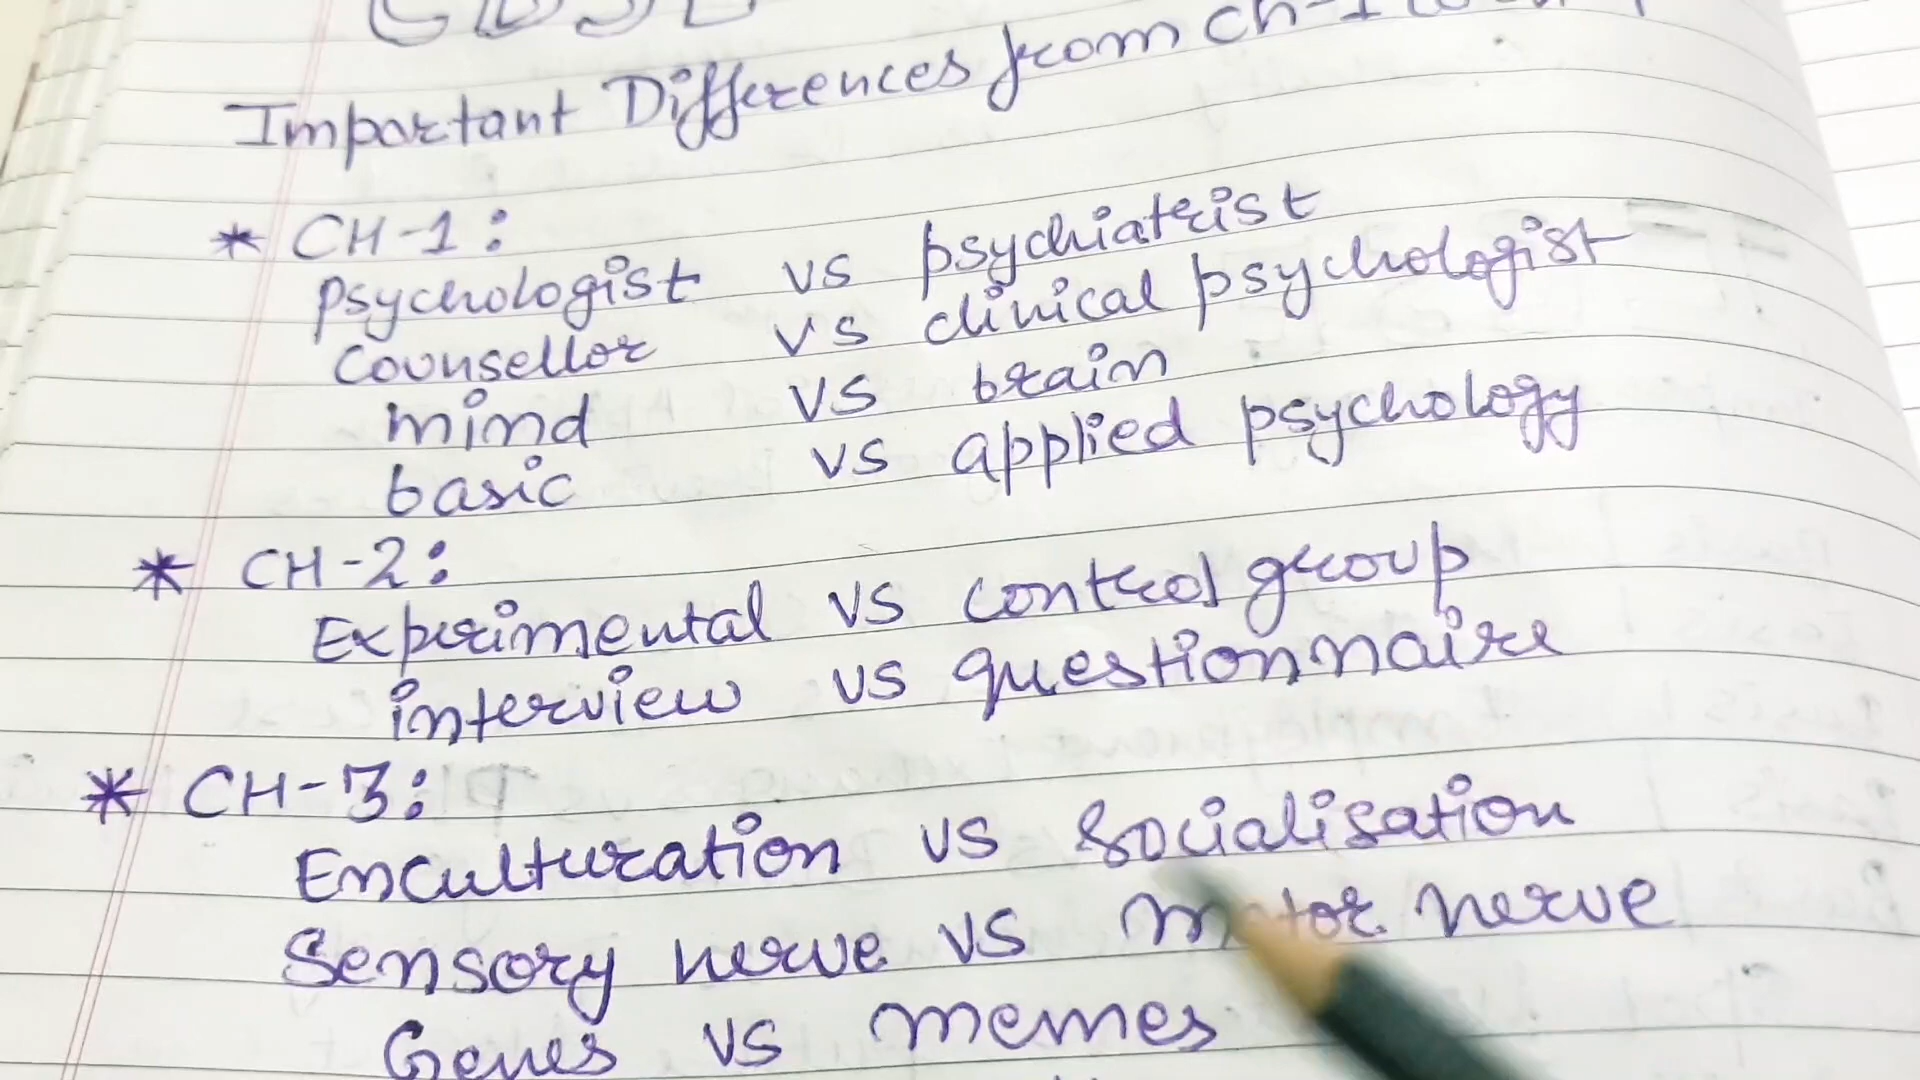 CBSE
Important Differences from Ch-1
* CH-1:
Psychologist vs psychiatrist
Counsellor vs clinical psychologist
mind vs brain
basic vs applied psychology
* CH-2:
Experimental vs control group
interview vs questionnaire
* CH-3:
Enculturation vs Socialisation
Sensory nerve vs motor nerve
Genes vs memes